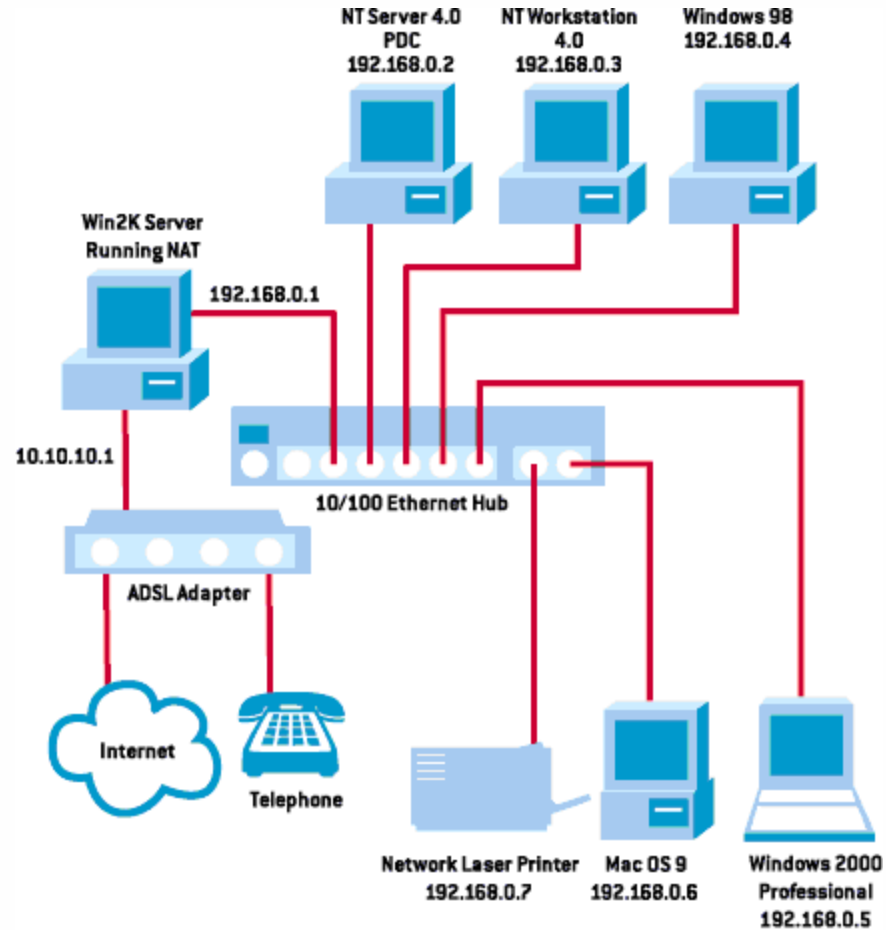 NT Server 4.0
PDC
192.168.0.2
NT Workstation
4.0
192.168.0.3
Windows 98
192.168.0.4
Win2K Server
Running NAT
192.168.0.1
10.10.10.1
10/100 Ethernet Hub
ADSL Adapter
Internet
Telephone
Network Laser Printer
192.168.0.7
Mac OS 9
192.168.0.6
Windows 2000
Professional
192.168.0.5